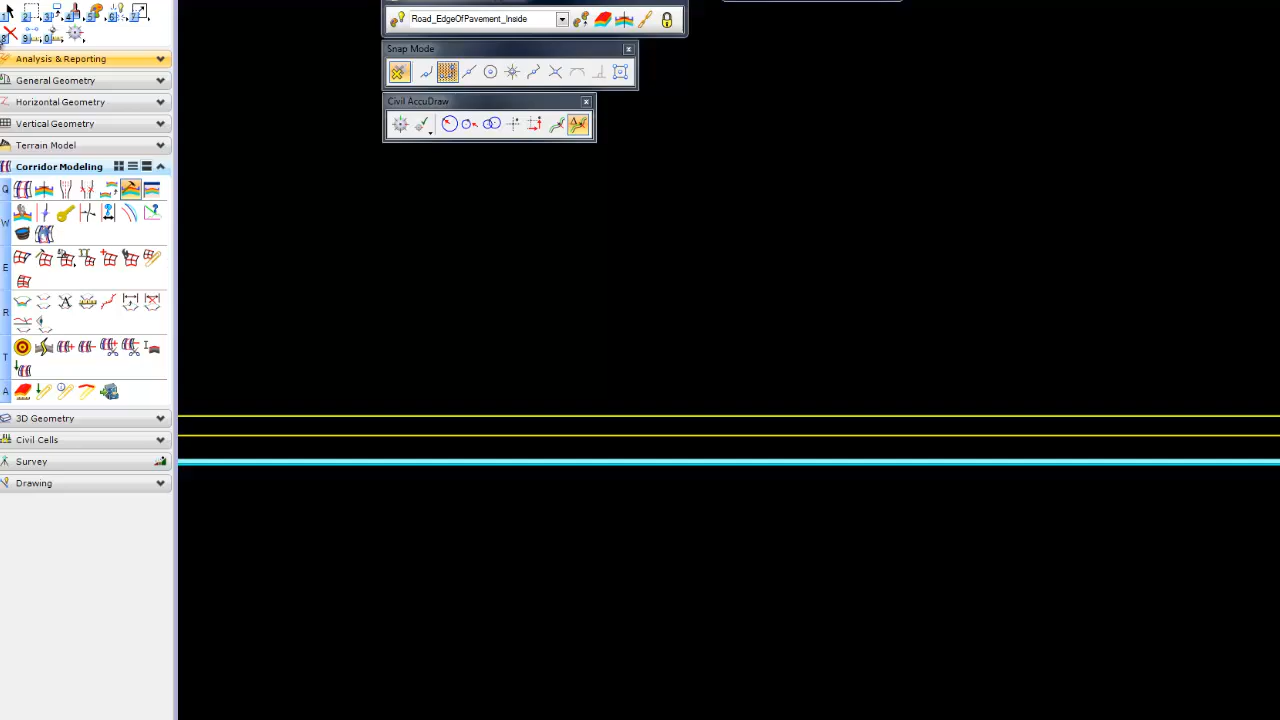 Road_EdgeOfPavement_Inside
Snap Mode
Civil AccuDraw
Analysis & Reporting
General Geometry
Horizontal Geometry
Vertical Geometry
Terrain Model
Corridor Modeling
Q
W
E
R
T
A
3D Geometry
Civil Cells
Survey
Drawing